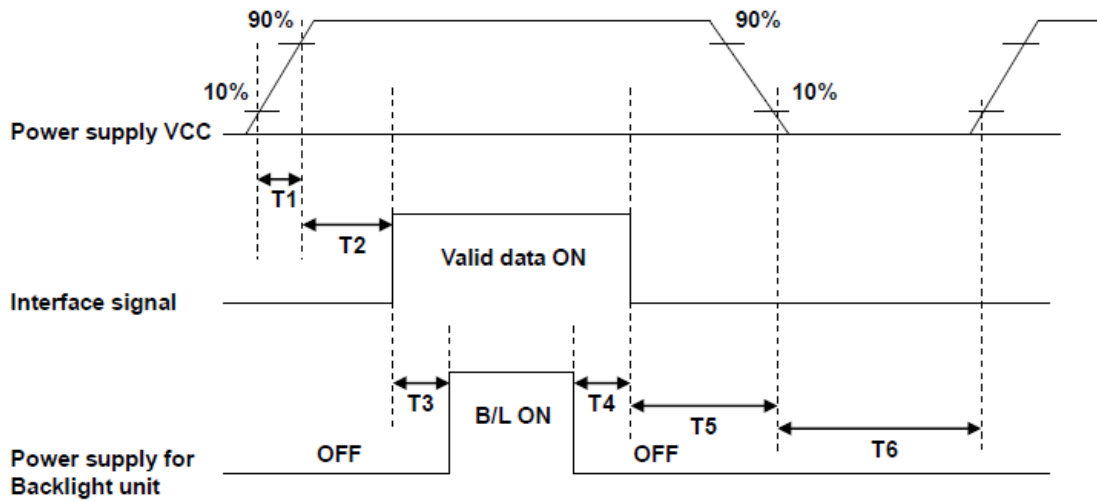 90%
90%
10%
10%
Power supply VCC
T1
T2
Valid data ON
Interface signal
T3
T4
B/L ON
T5
T6
OFF
OFF
Power supply for
Backlight unit